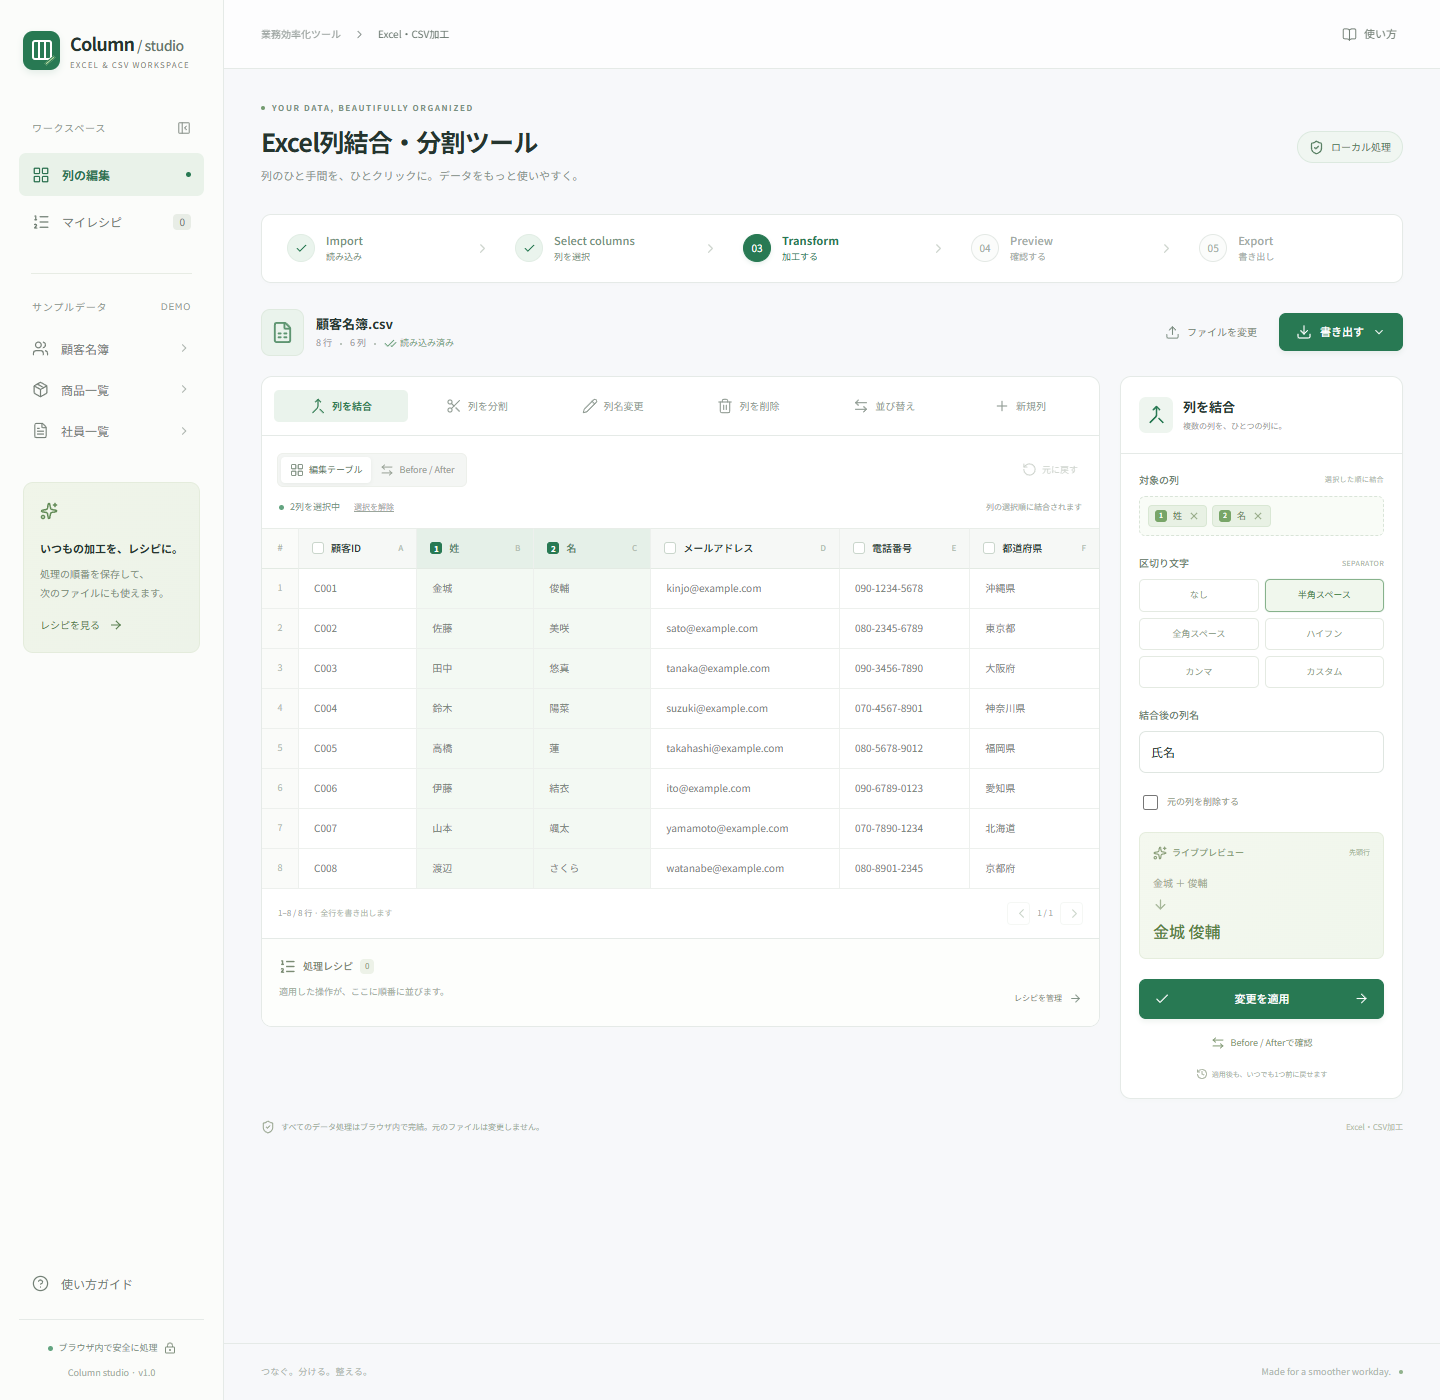 Column / studio
EXCEL & CSV WORKSPACE
ワークスペース
列の編集
マイレシピ 0
サンプルデータ DEMO
顧客名簿
商品一覧
社員一覧
いつもの加工を、レシピに。
処理の順番を保存して、
次のファイルにも使えます。
レシピを見る
使い方ガイド
ブラウザ内で安全に処理
Column studio · v1.0
業務効率化ツール Excel・CSV加工 使い方
YOUR DATA, BEAUTIFULLY ORGANIZED
Excel列結合・分割ツール
列のひと手間を、ひとクリックに。データをもっと使いやすく。
ローカル処理
Import
読み込み
Select columns
列を選択
03 Transform
加工する
04 Preview
確認する
05 Export
書き出し
顧客名簿.csv
8 行 • 6 列 • 読み込み済み
ファイルを変更
書き出す
列を結合 列を分割 列名変更 列を削除 並び替え 新規列
編集テーブル Before / After 元に戻す
2列を選択中 選択を解除 列の選択順に結合されます
# 顧客ID A 1 姓 B 2 名 C メールアドレス D 電話番号 E 都道府県 F
1 C001 金城 俊輔 kinjo@example.com 090-1234-5678 沖縄県
2 C002 佐藤 美咲 sato@example.com 080-2345-6789 東京都
3 C003 田中 悠真 tanaka@example.com 090-3456-7890 大阪府
4 C004 鈴木 陽菜 suzuki@example.com 070-4567-8901 神奈川県
5 C005 高橋 蓮 takahashi@example.com 080-5678-9012 福岡県
6 C006 伊藤 結衣 ito@example.com 090-6789-0123 愛知県
7 C007 山本 颯太 yamamoto@example.com 070-7890-1234 北海道
8 C008 渡辺 さくら watanabe@example.com 080-8901-2345 京都府
1–8 / 8 行 · 全行を書き出します 1 / 1
処理レシピ 0
適用した操作が、ここに順番に並びます。
レシピを管理
列を結合
複数の列を、ひとつの列に。
対象の列 選択した順に結合
1 姓 2 名
区切り文字 SEPARATOR
なし 半角スペース
全角スペース ハイフン
カンマ カスタム
結合後の列名
氏名
元の列を削除する
ライブプレビュー 先頭行
金城 + 俊輔
金城 俊輔
変更を適用
Before / Afterで確認
適用後も、いつでも1つ前に戻せます
すべてのデータ処理はブラウザ内で完結。元のファイルは変更しません。 Excel・CSV加工
つなぐ。分ける。整える。 Made for a smoother workday.